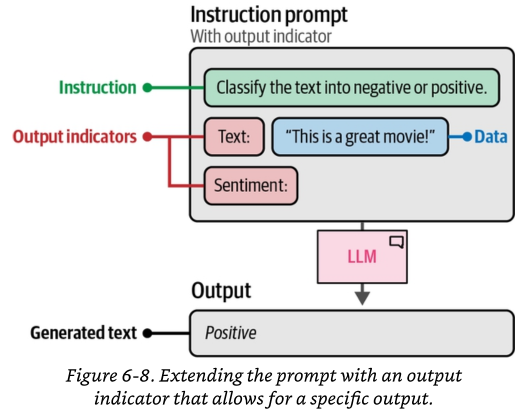 Instruction prompt
With output indicator
Instruction
Classify the text into negative or positive.
Output indicators
Text:
“This is a great movie!”
Data
Sentiment:
LLM
Output
Generated text
Positive
Figure 6-8. Extending the prompt with an output
indicator that allows for a specific output.